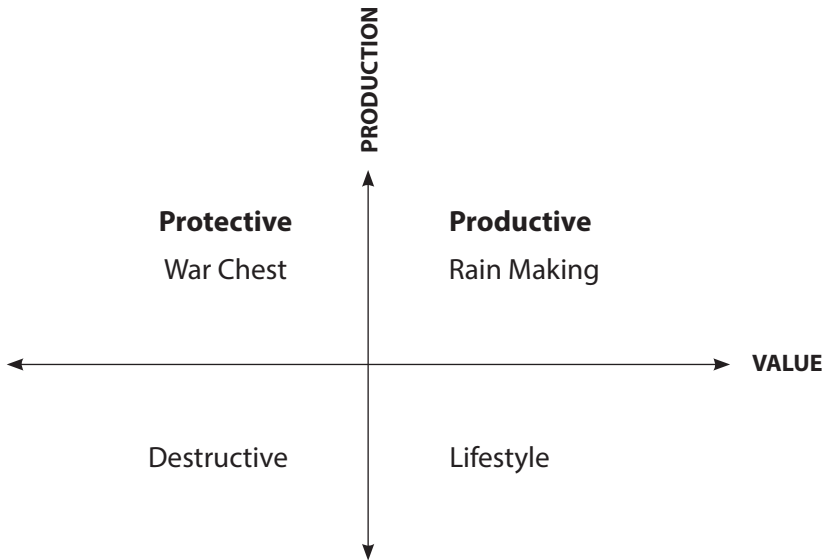 PRODUCTION
Protective
Productive
War Chest
Rain Making
VALUE
Destructive
Lifestyle